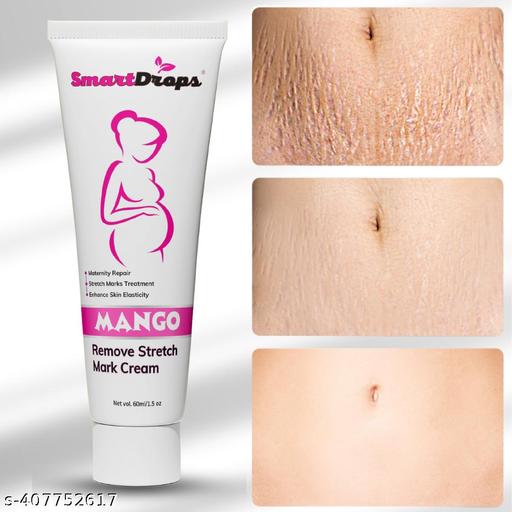 SmartDrops®
Maternity Repair
Stretch Marks Treatment
Enhance Skin Elasticity
MANGO
Remove Stretch
Mark Cream
Net vol. 60ml/1.5 oz
s-407752617